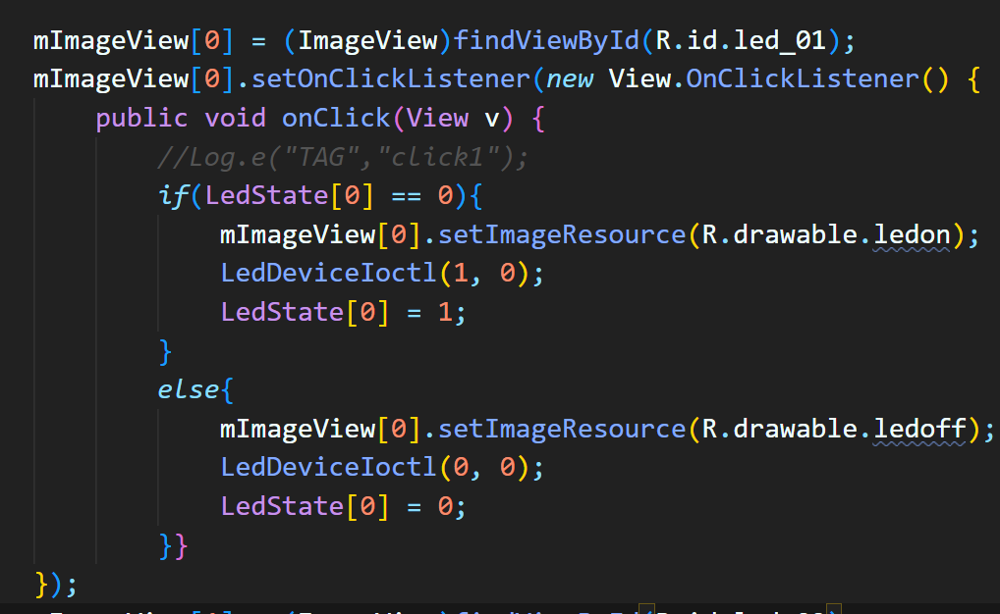 mImageView[0] = (ImageView)findViewById(R.id.led_01);
mImageView[0].setOnClickListener(new View.OnClickListener() {
public void onClick(View v) {
//Log.e("TAG","click1");
if(LedState[0] == 0){
mImageView[0].setImageResource(R.drawable.ledon);
LedDeviceIoctl(1, 0);
LedState[0] = 1;
}
else{
mImageView[0].setImageResource(R.drawable.ledoff);
LedDeviceIoctl(0, 0);
LedState[0] = 0;
}}
});